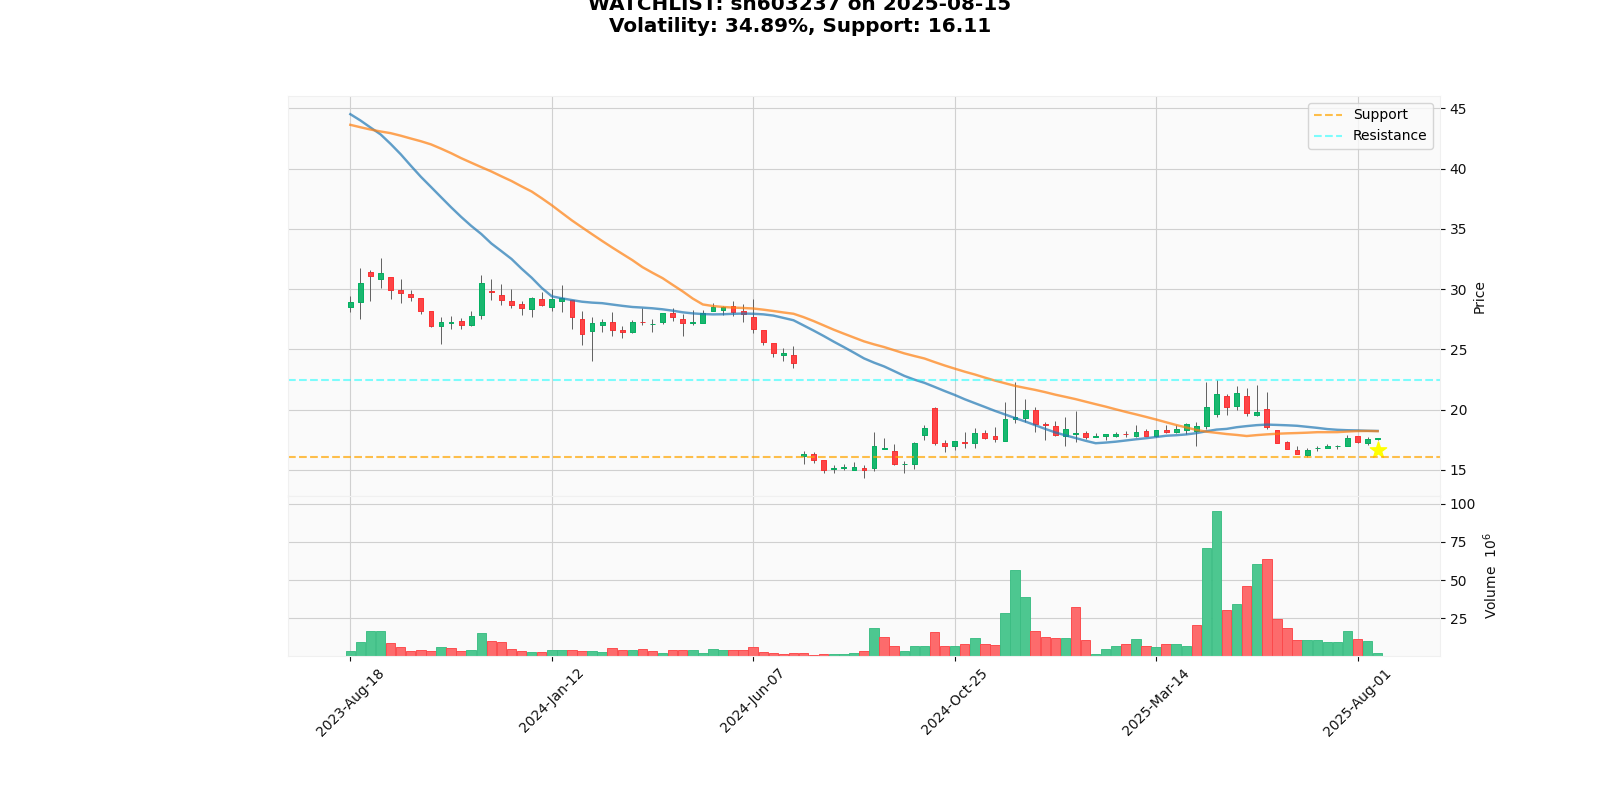 WATCHLIST: sh603237 on 2025-08-15
Volatility: 34.89%, Support: 16.11
Support
Resistance
45
40
35
30
25
20
15
Price
100
75
50
25
Volume 10^6
2023-Aug-18
2024-Jan-12
2024-Jun-07
2024-Oct-25
2025-Mar-14
2025-Aug-01